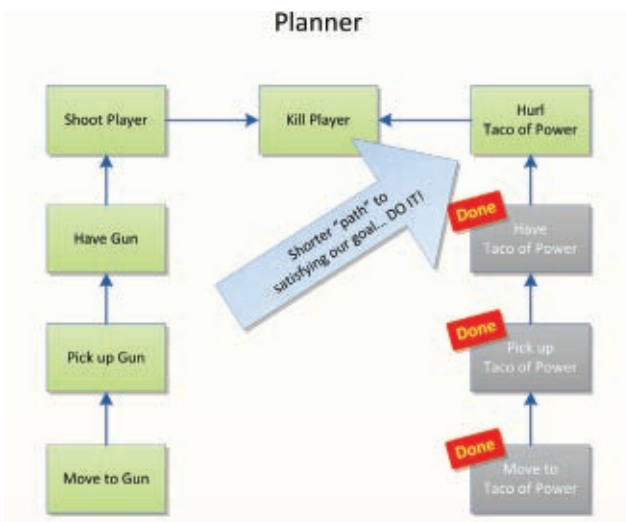 Planner
Shoot Player
Kill Player
Hurl
Taco of Power
Shorter "path" to
satisfying our goal... DO IT!
Have Gun
Done
Have
Taco of Power
Pick up Gun
Done
Pick up
Taco of Power
Move to Gun
Done
Move to
Taco of Power